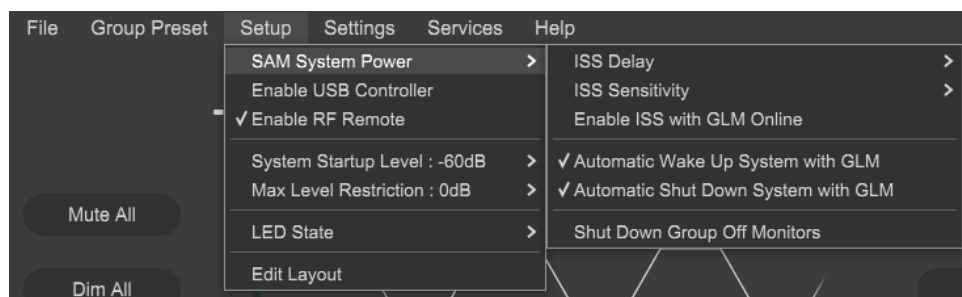 File Group Preset Setup Settings Services Help
SAM System Power
Enable USB Controller
Enable RF Remote
System Startup Level : -60dB
Max Level Restriction : 0dB
LED State
Edit Layout
ISS Delay
ISS Sensitivity
Enable ISS with GLM Online
Automatic Wake Up System with GLM
Automatic Shut Down System with GLM
Shut Down Group Off Monitors
Mute All
Dim All